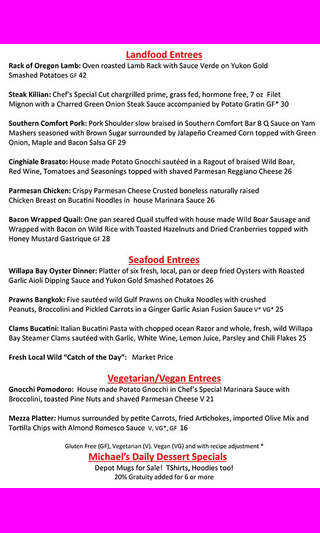 Landfood Entrees
Rack of Oregon Lamb: Oven roasted Lamb Rack with Sauce Verde on Yukon Gold
Smashed Potatoes GF 42
Steak Killian: Chef's Special Cut chargrilled prime, grass fed, hormone free, 7 oz Filet
Mignon with a Charred Green Onion Steak Sauce accompanied by Potato Gratin GF* 30
Southern Comfort Pork: Pork Shoulder slow braised in Southern Comfort Bar B Q Sauce on Yam
Mashers seasoned with Brown Sugar surrounded by Jalapeño Creamed Corn topped with Green
Onion, Maple and Bacon Salsa GF 29
Cinghiale Brasato: House made Potato Gnocchi sautéed in a Ragout of braised Wild Boar,
Red Wine, Tomatoes and Seasonings topped with shaved Parmesan Reggiano Cheese 26
Parmesan Chicken: Crispy Parmesan Cheese Crusted boneless naturally raised
Chicken Breast on Bucatini Noodles in house Marinara Sauce 26
Bacon Wrapped Quail: One pan seared Quail stuffed with house made Wild Boar Sausage and
Wrapped with Bacon on Wild Rice with Toasted Hazelnuts and Dried Cranberries topped with
Honey Mustard Gastrique GF 28
Seafood Entrees
Willapa Bay Oyster Dinner: Platter of six fresh, local, pan or deep fried Oysters with Roasted
Garlic Aioli Dipping Sauce and Yukon Gold Smashed Potatoes 26
Prawns Bangkok: Five sautéed wild Gulf Prawns on Chuka Noodles with crushed
Peanuts, Broccolini and Pickled Carrots in a Ginger Garlic Asian Fusion Sauce V* VG* 25
Clams Bucatini: Italian Bucatini Pasta with chopped ocean Razor and whole, fresh, wild Willapa
Bay Steamer Clams sautéed with Garlic, White Wine, Lemon Juice, Parsley and Chili Flakes 25
Fresh Local Wild "Catch of the Day": Market Price
Vegetarian/Vegan Entrees
Gnocchi Pomodoro: House made Potato Gnocchi in Chef's Special Marinara Sauce with
Broccolini, toasted Pine Nuts and shaved Parmesan Cheese V 21
Mezza Platter: Humus surrounded by petite Carrots, fried Artichokes, imported Olive Mix and
Tortilla Chips with Almond Romesco Sauce V, VG*, GF 16
Gluten Free (GF), Vegetarian (V). Vegan (VG) and with recipe adjustment *
Michael's Daily Dessert Specials
Depot Mugs for Sale! TShirts, Hoodies too!
20% Gratuity added for 6 or more